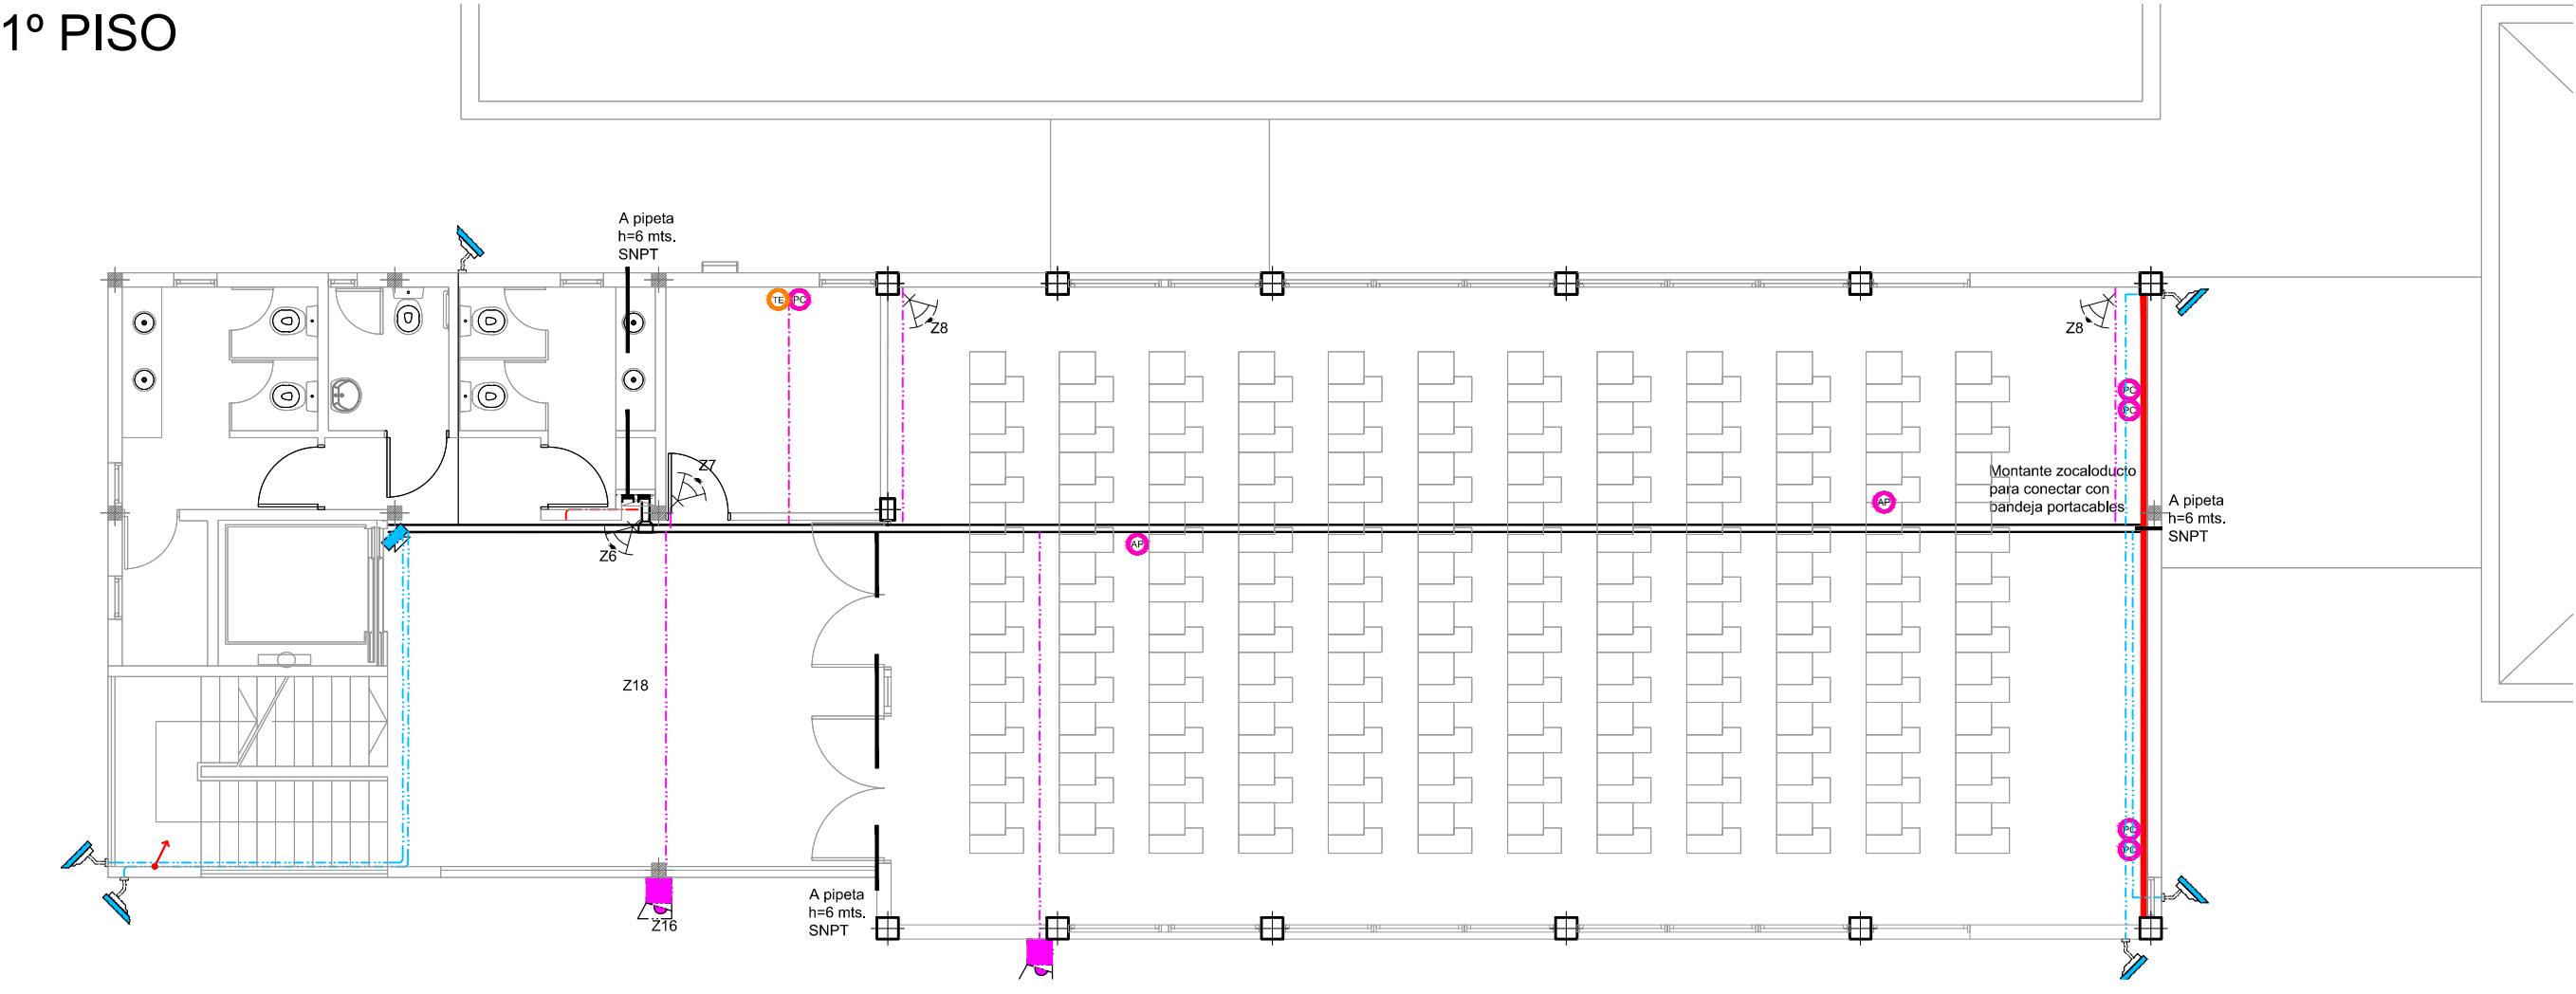 1º PISO
A pipeta
h=6 mts.
SNPT
TE
PC
Z8
Z8
PC
PC
Z7
Montante zocaloducto
para conectar con
bandeja portacables
AP
A pipeta
h=6 mts.
SNPT
AP
Z6
Z18
PC
PC
A pipeta
h=6 mts.
SNPT
Z16